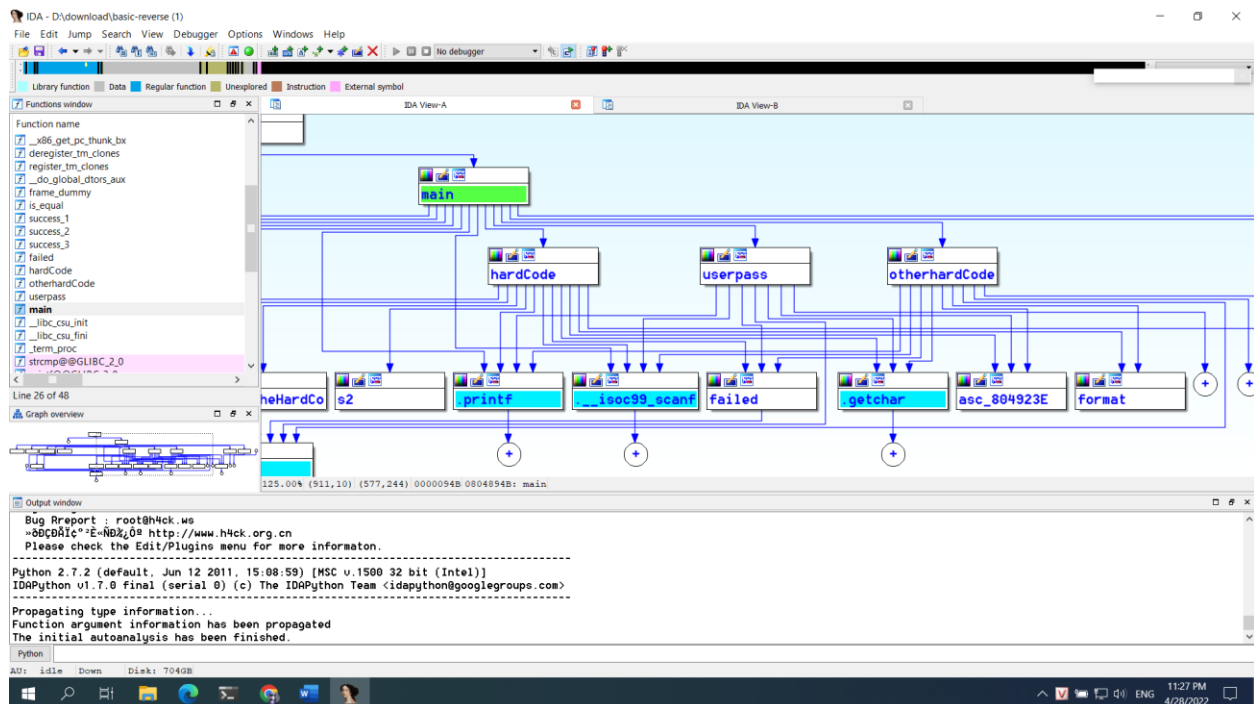 IDA - D:\download\basic-reverse (1)
File Edit Jump Search View Debugger Options Windows Help
No debugger
Library function Data Regular function Unexplored Instruction External symbol
Functions window
IDA View-A
IDA View-B
Function name
__x86_get_pc_thunk_bx
deregister_tm_clones
register_tm_clones
__do_global_dtors_aux
frame_dummy
is_equal
success_1
success_2
success_3
failed
hardCode
otherhardCode
userpass
main
__libc_csu_init
__libc_csu_fini
_term_proc
strcmp@@GLIBC_2_0
Line 26 of 48
Graph overview
main
hardCode
userpass
otherhardCode
heHardCo
s2
.printf
.__isoc99_scanf
failed
.getchar
asc_804923E
format
125.00% (911,10) (577,244) 0000094B 0804894B: main
Output window
Bug Rreport : root@h4ck.ws
http://www.h4ck.org.cn
Please check the Edit/Plugins menu for more informaton.
Python 2.7.2 (default, Jun 12 2011, 15:08:59) [MSC v.1500 32 bit (Intel)]
IDAPython v1.7.0 final (serial 0) (c) The IDAPython Team <idapython@googlegroups.com>
Propagating type information...
Function argument information has been propagated
The initial autoanalysis has been finished.
Python
AU: idle Down Disk: 704GB
ENG
11:27 PM
4/28/2022